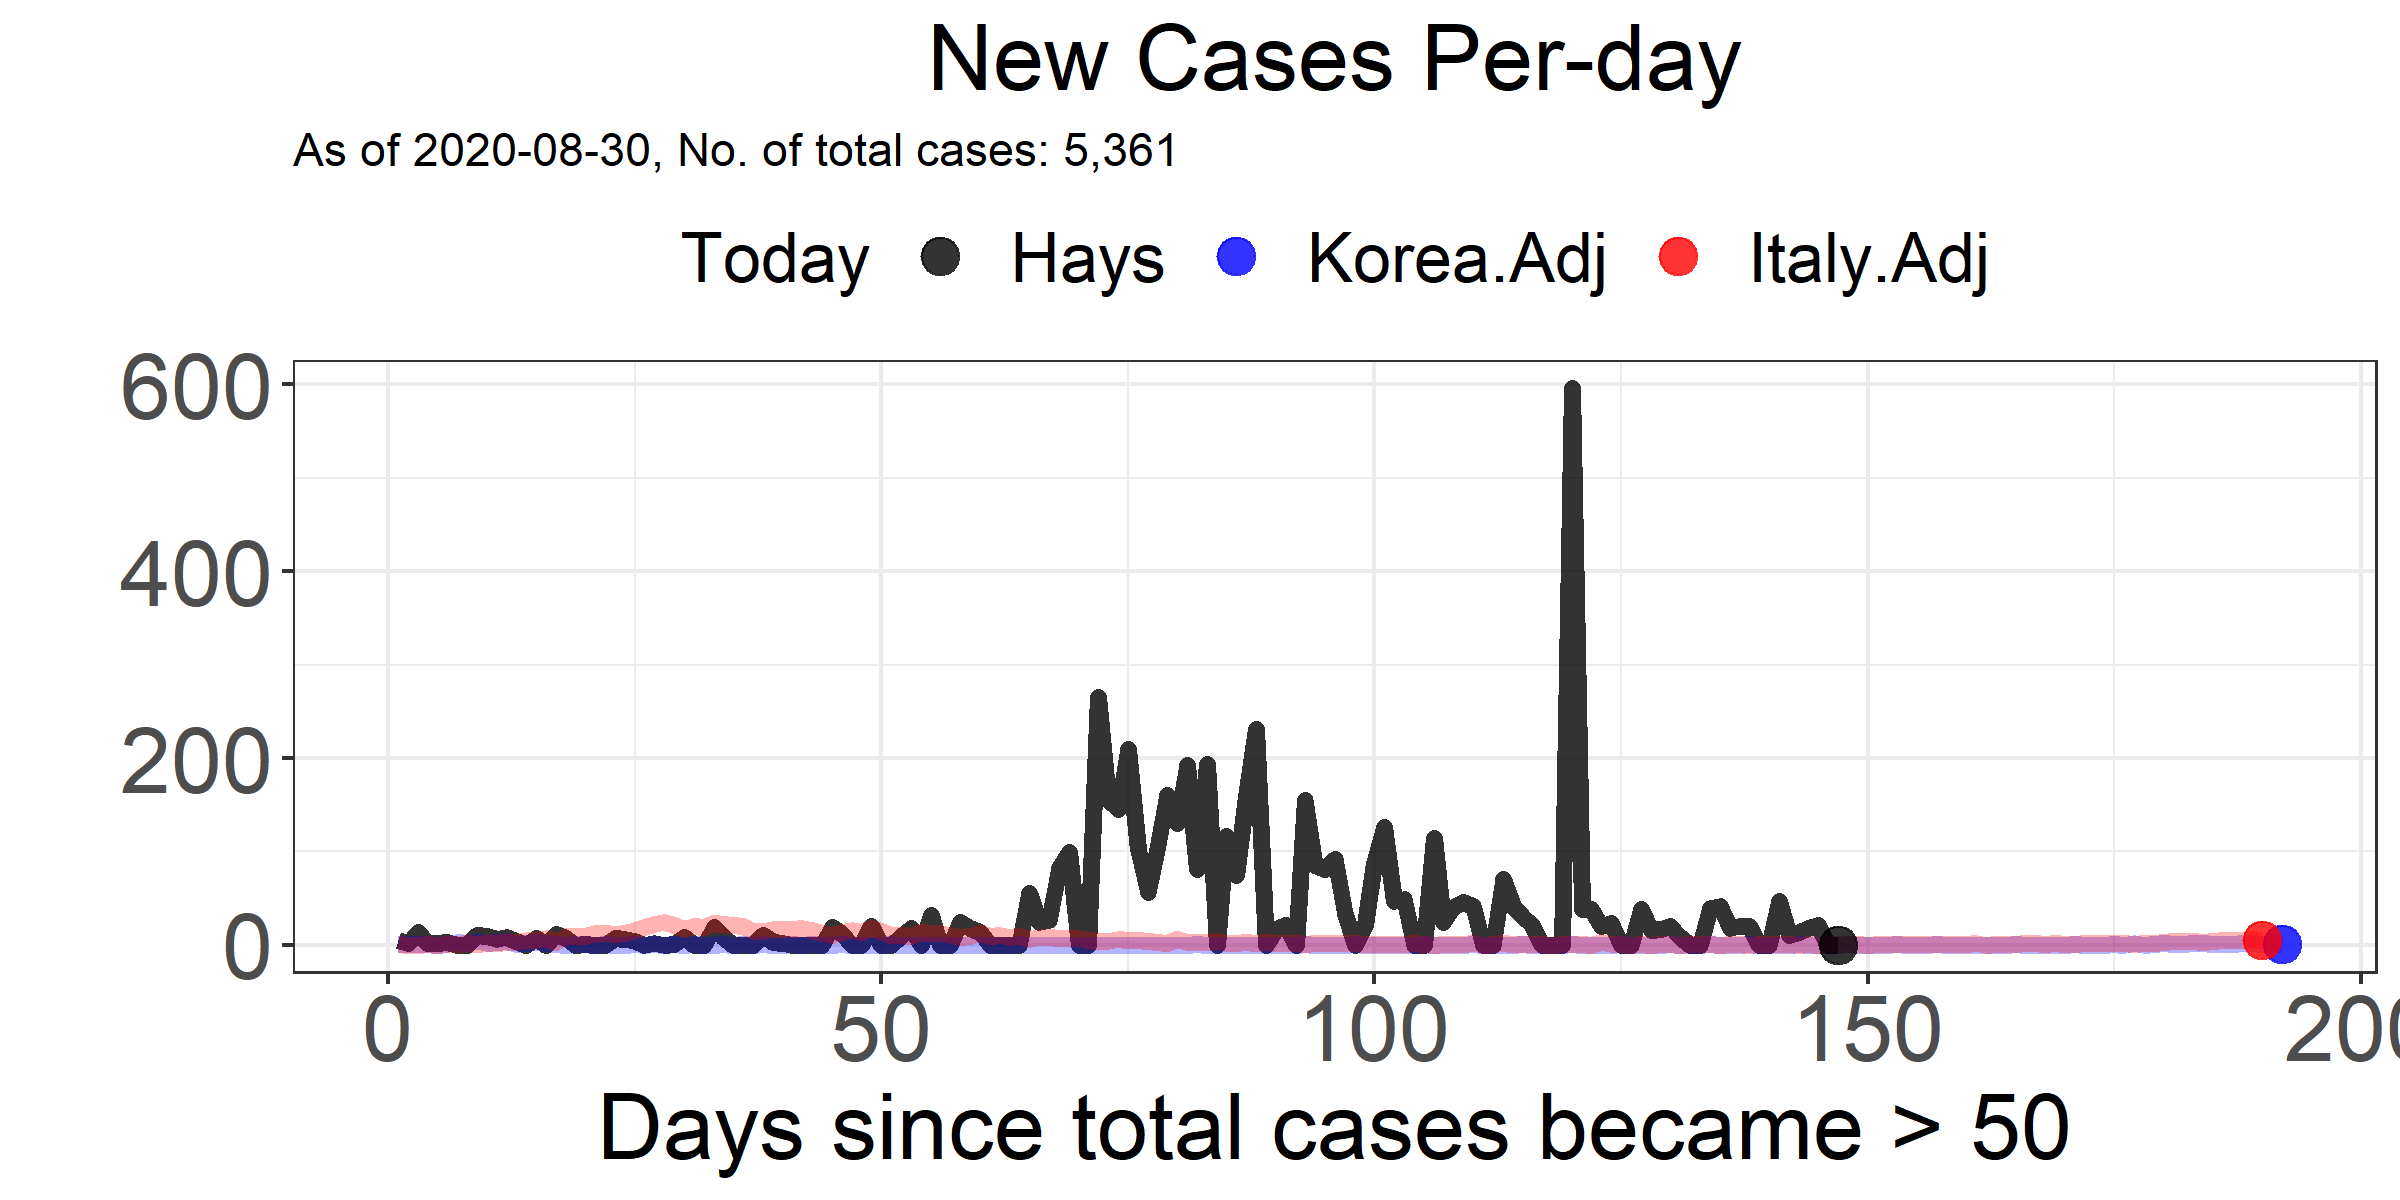 New Cases Per-day
As of 2020-08-30, No. of total cases: 5,361
Today Hays Korea.Adj Italy.Adj
600
400
200
0
0 50 100 150 200
Days since total cases became > 50